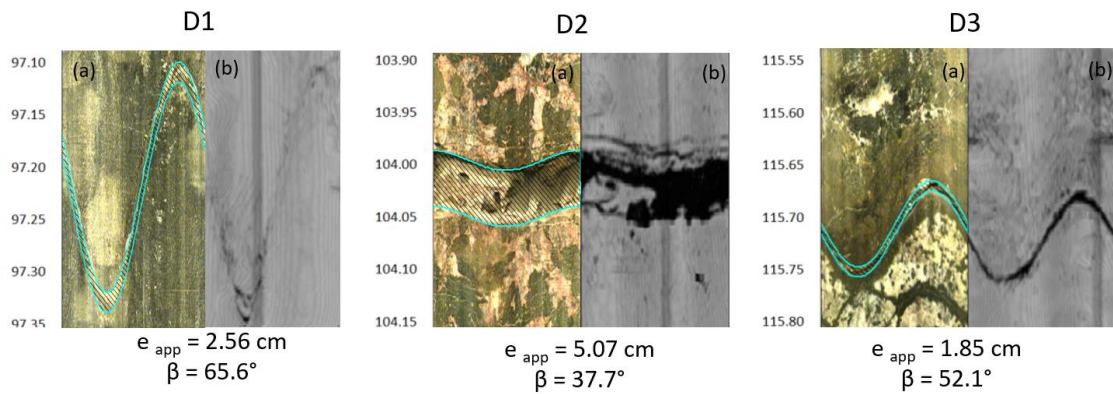 D1
97.10
97.15
97.20
97.25
97.30
97.35
(a)
(b)
e app = 2.56 cm
β = 65.6°
D2
103.90
103.95
104.00
104.05
104.10
104.15
(a)
(b)
e app = 5.07 cm
β = 37.7°
D3
115.55
115.60
115.65
115.70
115.75
115.80
(a)
(b)
e app = 1.85 cm
β = 52.1°